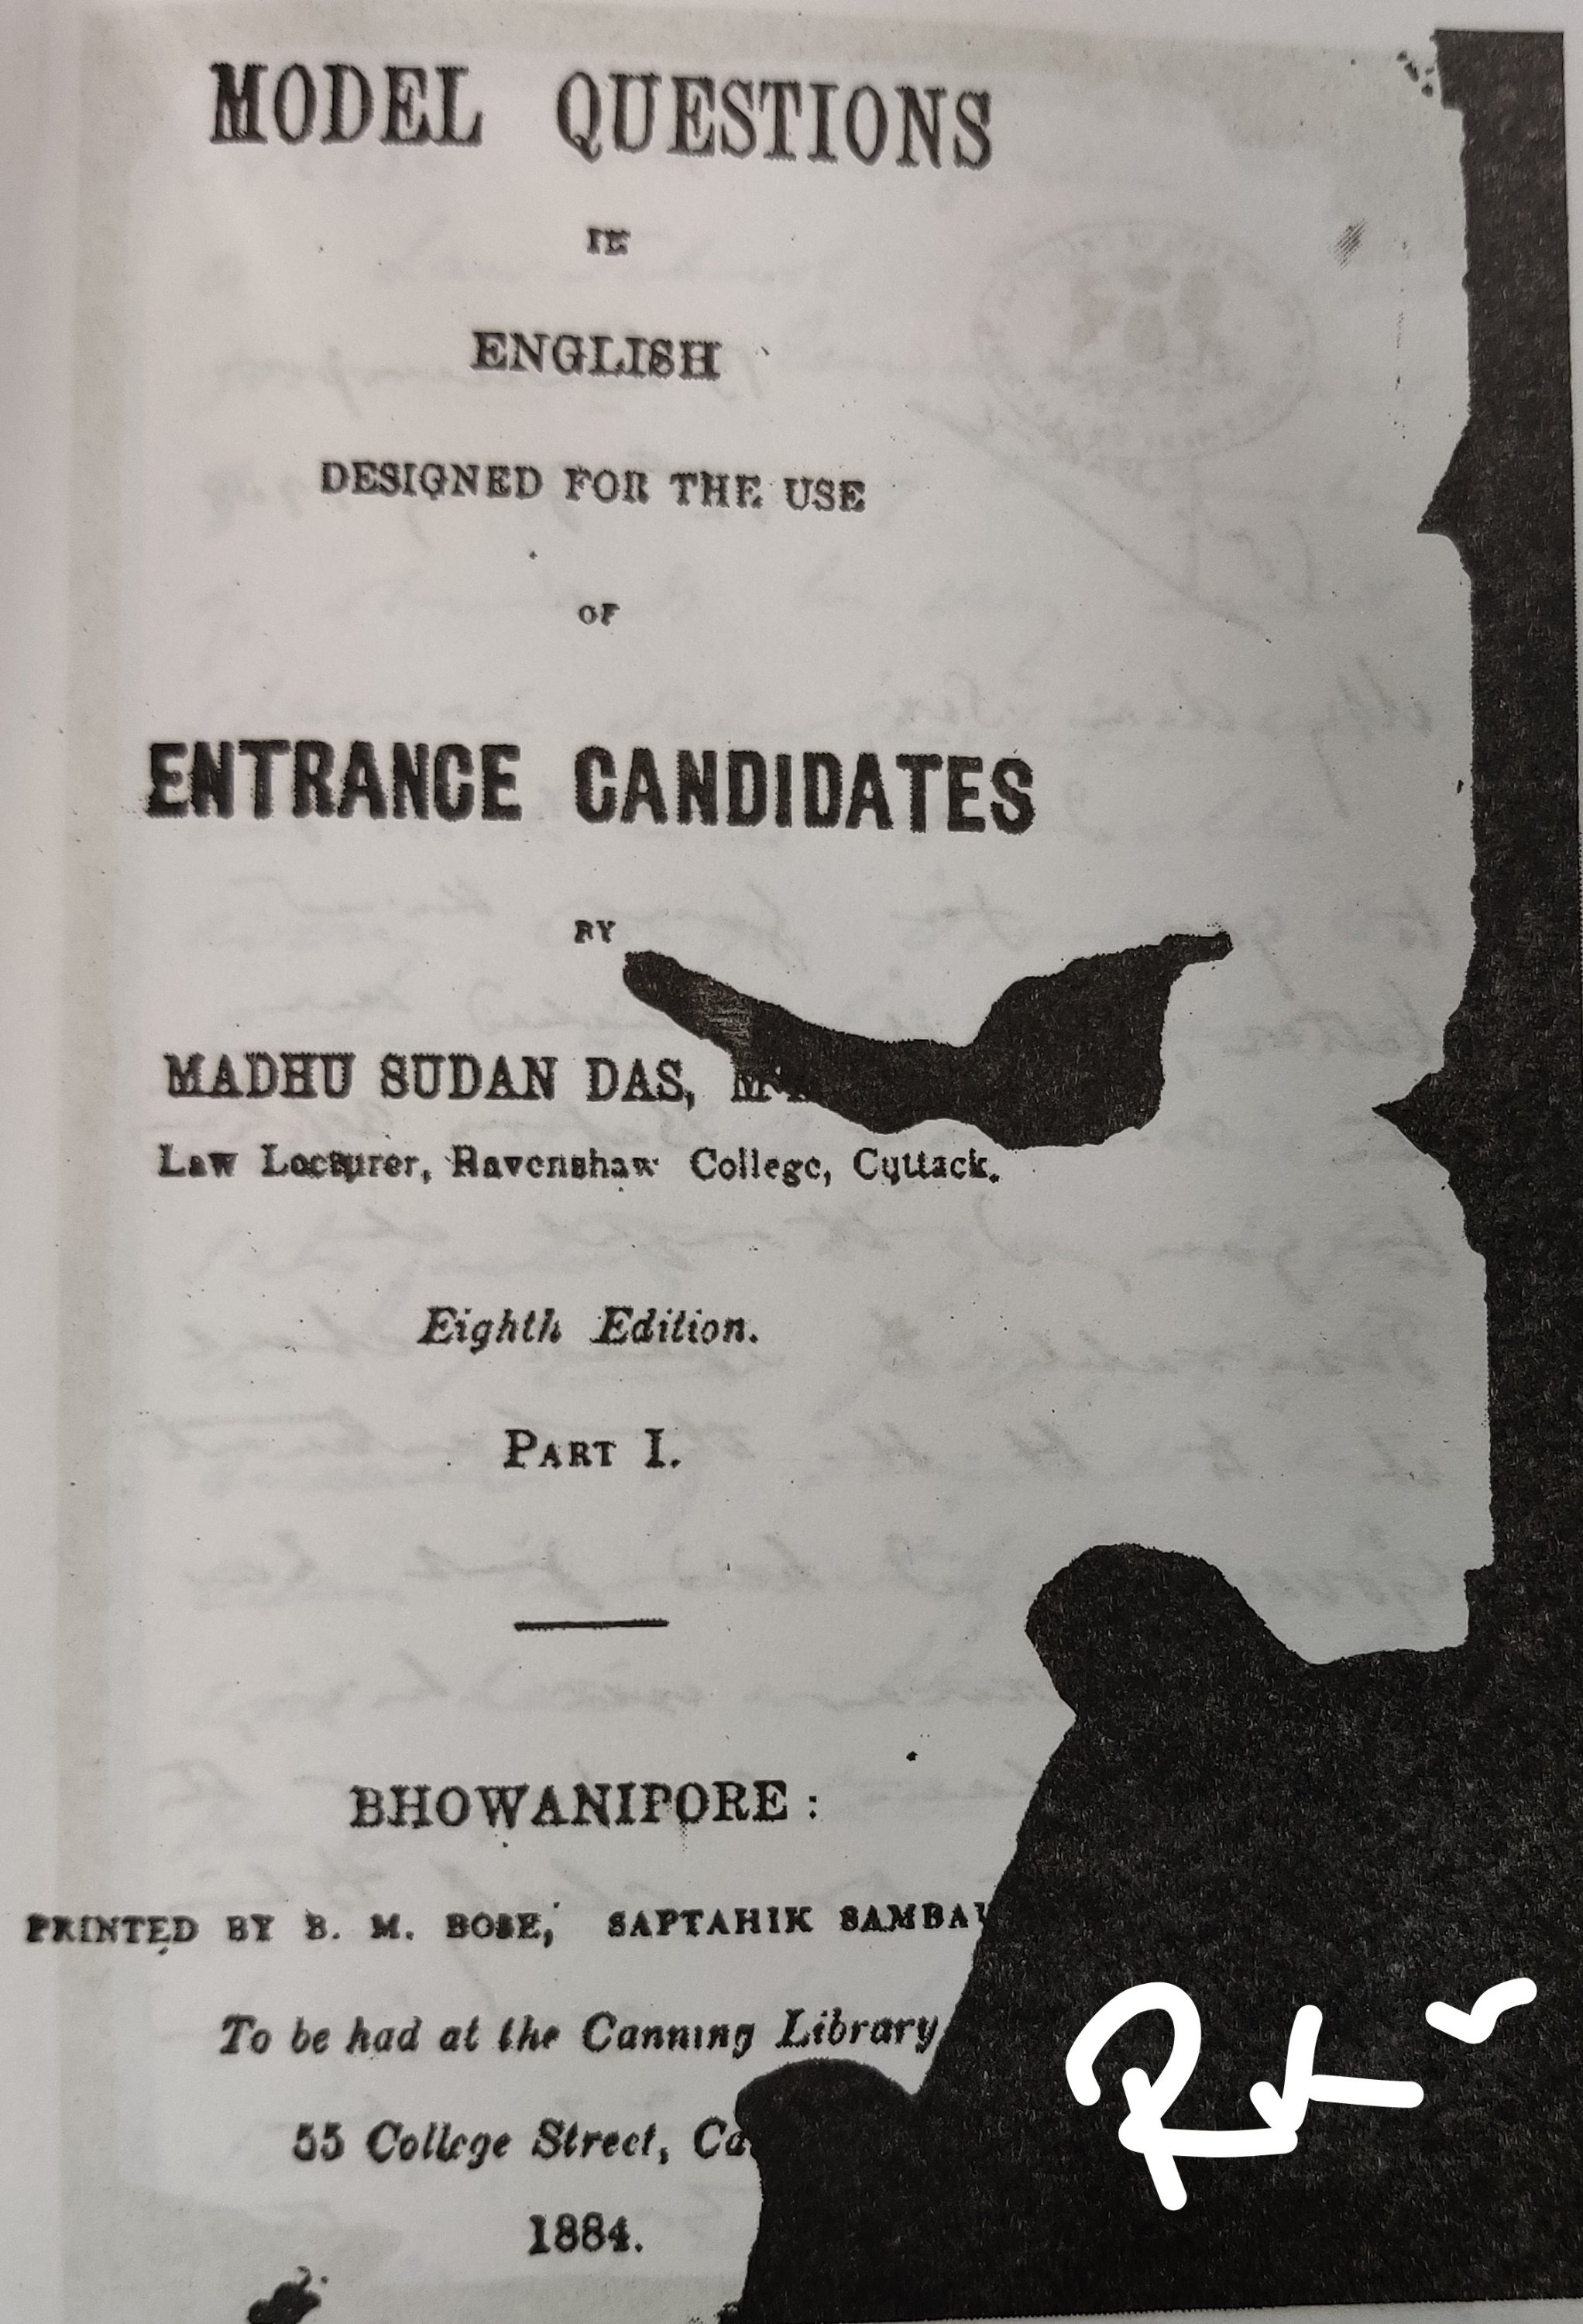 MODEL QUESTIONS
IN
ENGLISH
DESIGNED FOR THE USE
OF
ENTRANCE CANDIDATES
BY
MADHU SUDAN DAS,
Law Lecturer, Ravenshaw College, Cuttack.
Eighth Edition.
PART I.
BHOWANIPORE :
PRINTED BY B. M. BOSE, SAPTAHIK
To be had at the Canning Library
55 College Street,
1884.